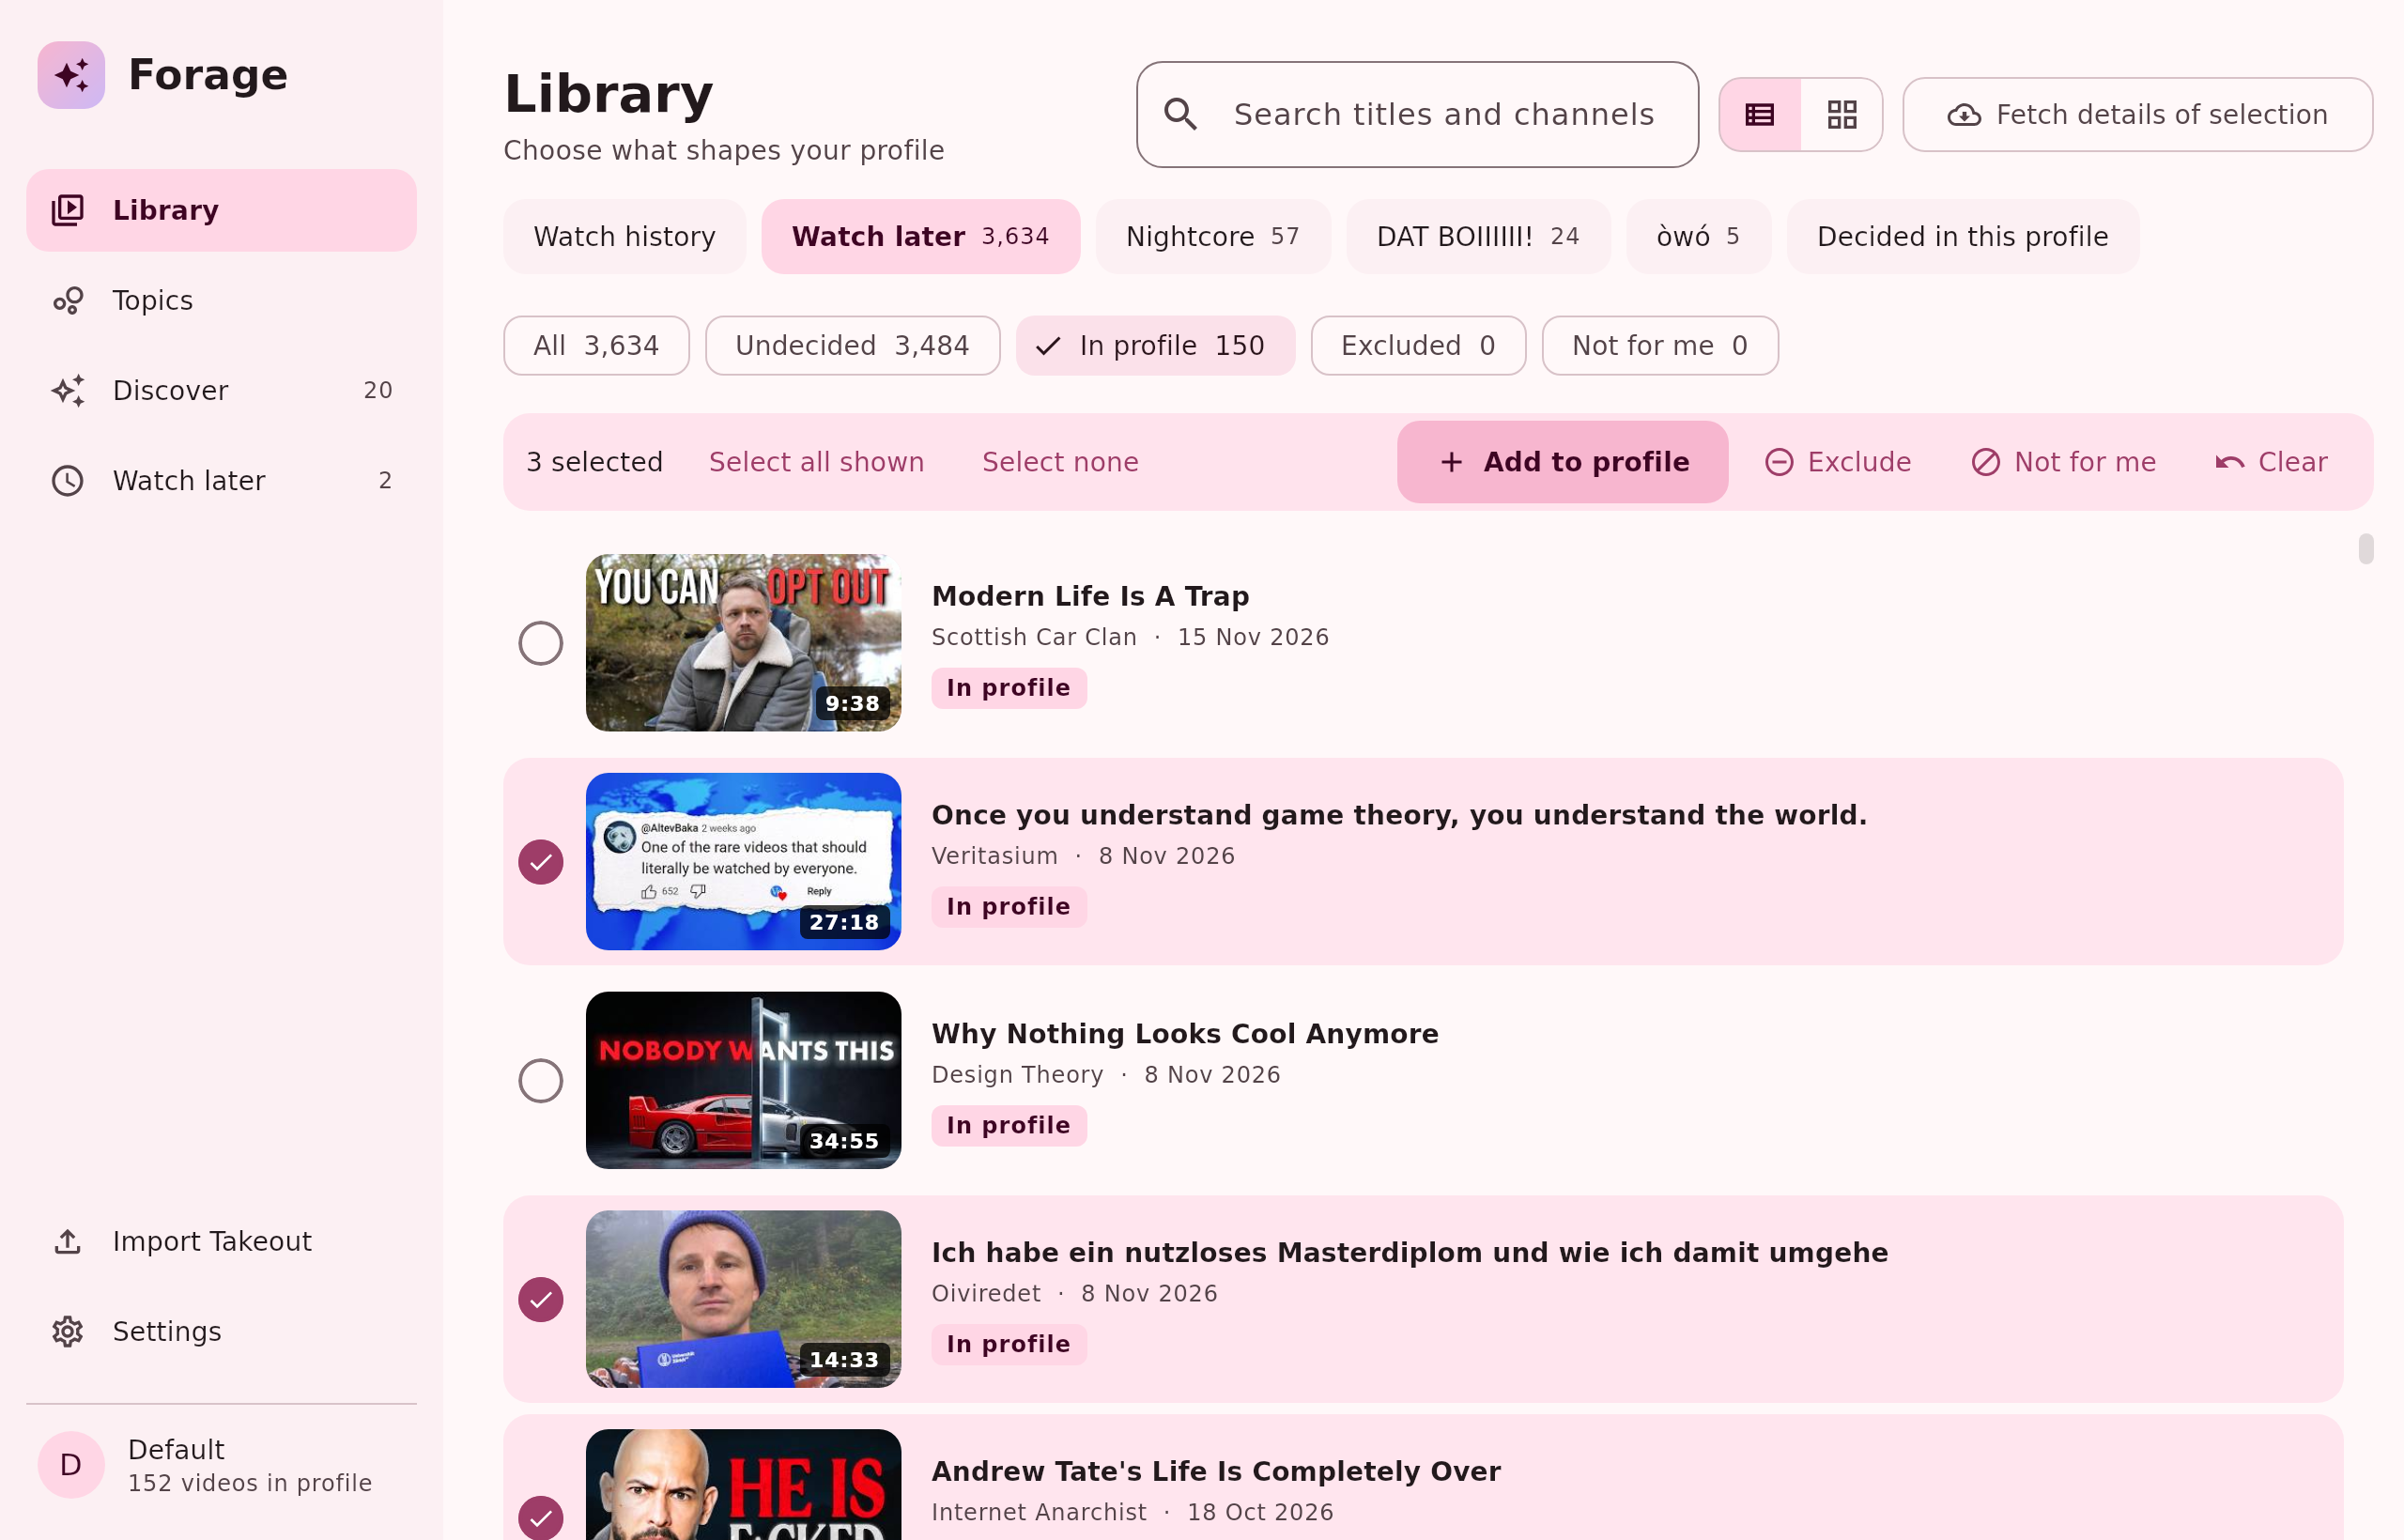 Forage
Library
Topics
Discover 20
Watch later 2
Import Takeout
Settings
D
Default
152 videos in profile
Library
Choose what shapes your profile
Search titles and channels
Fetch details of selection
Watch history
Watch later 3,634
Nightcore 57
DAT BOIIIIII! 24
òwó 5
Decided in this profile
All 3,634
Undecided 3,484
In profile 150
Excluded 0
Not for me 0
3 selected
Select all shown
Select none
Add to profile
Exclude
Not for me
Clear
YOU CAN OPT OUT
9:38
Modern Life Is A Trap
Scottish Car Clan · 15 Nov 2026
In profile
@AltevBaka 2 weeks ago
One of the rare videos that should
literally be watched by everyone.
652
Reply
27:18
Once you understand game theory, you understand the world.
Veritasium · 8 Nov 2026
In profile
NOBODY WANTS THIS
34:55
Why Nothing Looks Cool Anymore
Design Theory · 8 Nov 2026
In profile
14:33
Ich habe ein nutzloses Masterdiplom und wie ich damit umgehe
Oiviredet · 8 Nov 2026
In profile
HE IS
Andrew Tate's Life Is Completely Over
Internet Anarchist · 18 Oct 2026